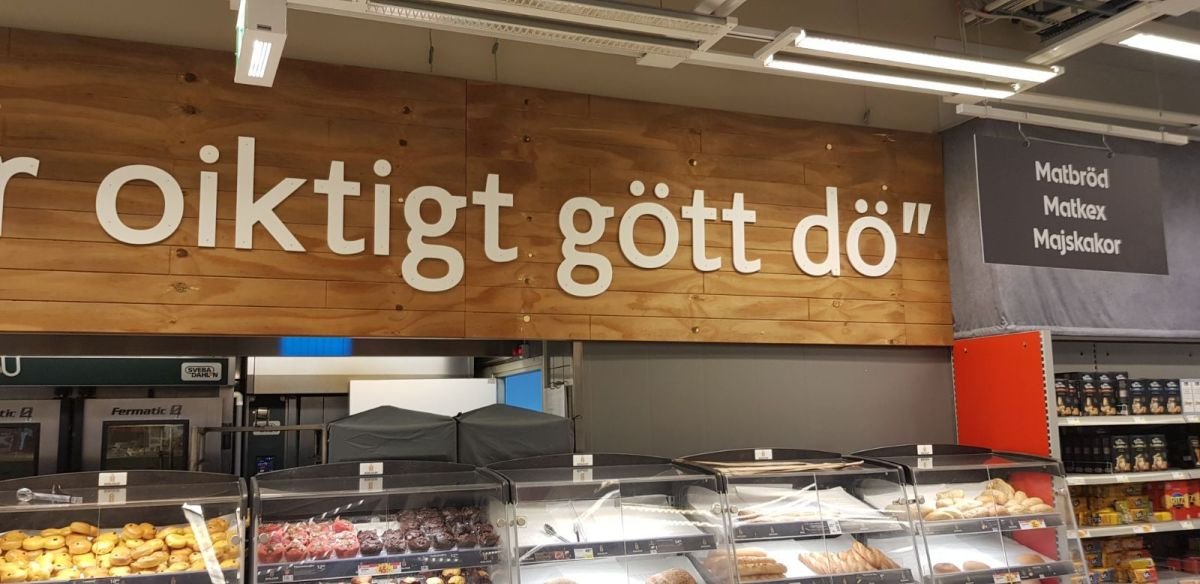 r oiktigt gött dö"
Matbröd
Matkex
Majskakor
SVEBA DAHLEN
Fermatic